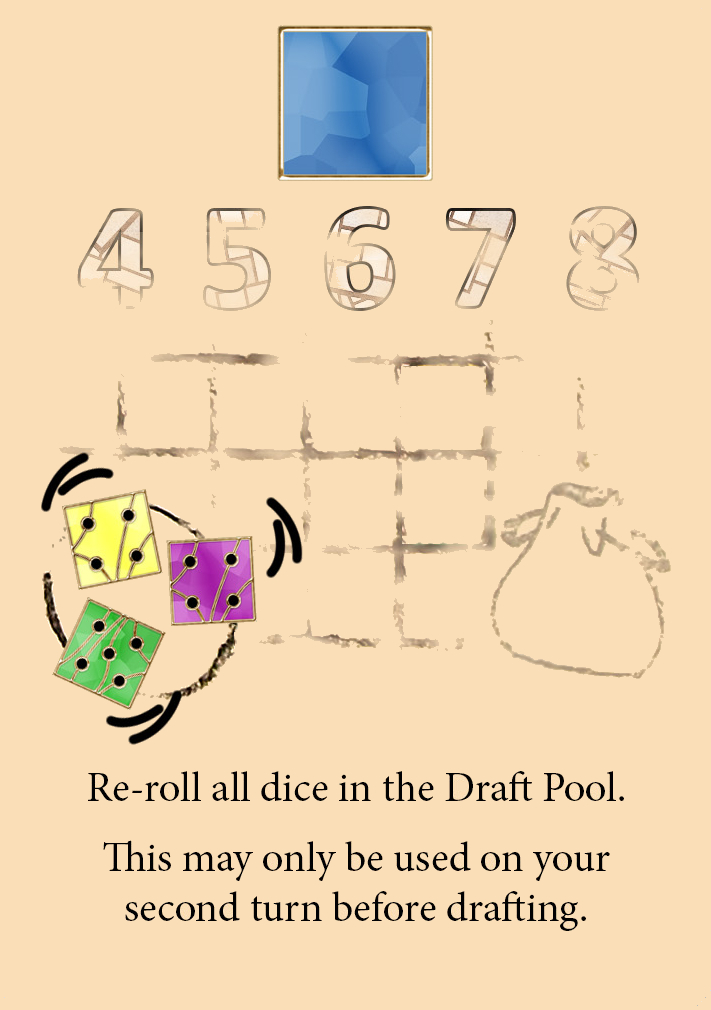 4 5 6 7 8
Re-roll all dice in the Draft Pool.
This may only be used on your
second turn before drafting.